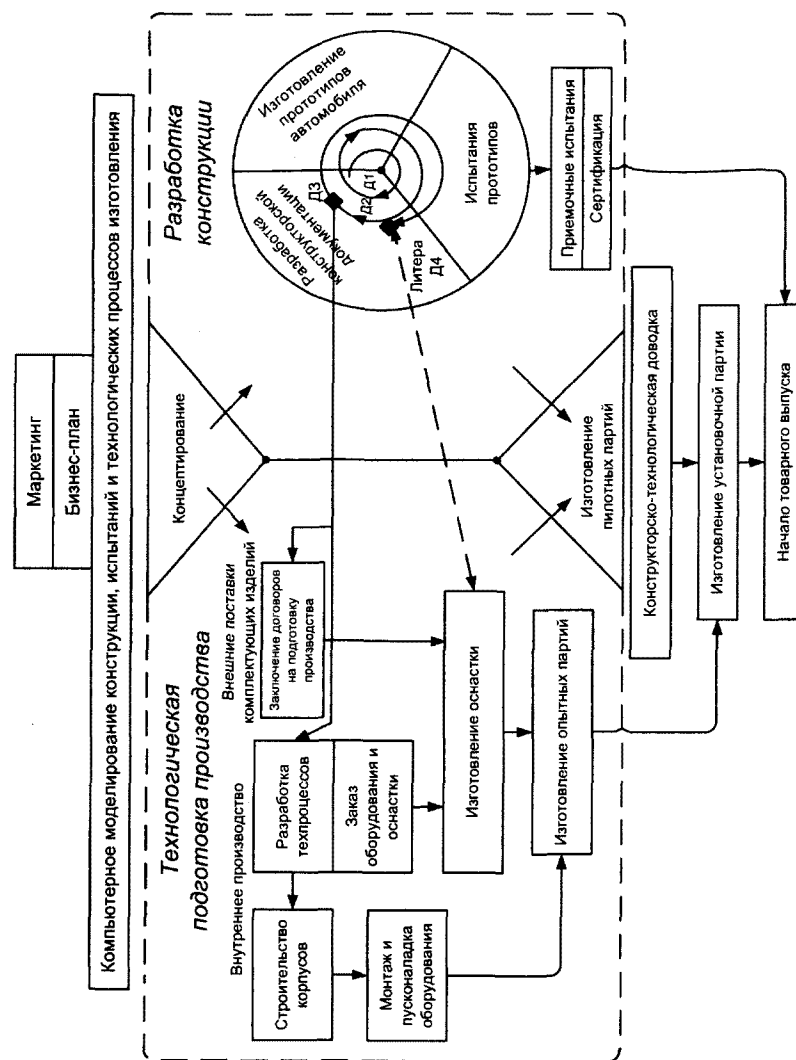 Маркетинг
Бизнес-план
Компьютерное моделирование конструкции, испытаний и технологических процессов изготовления
Технологическая
подготовка производства
Концептирование
Разработка
конструкции
Внутреннее производство
Внешние поставки
комплектующих изделий
Строительство
корпусов
Разработка
техпроцессов
Заказ
оборудования и
оснастки
Заключение договоров
на подготовку
производства
Монтаж и
пусконаладка
оборудования
Изготовление оснастки
Изготовление опытных партий
Разработка
конструкторской
документации
Изготовление
прототипов
автомобиля
Испытания
прототипов
Д1
Д2
Д3
Литера
Д4
Изготовление
пилотных партий
Приемочные испытания
Сертификация
Конструкторско-технологическая доводка
Изготовление установочной партии
Начало товарного выпуска